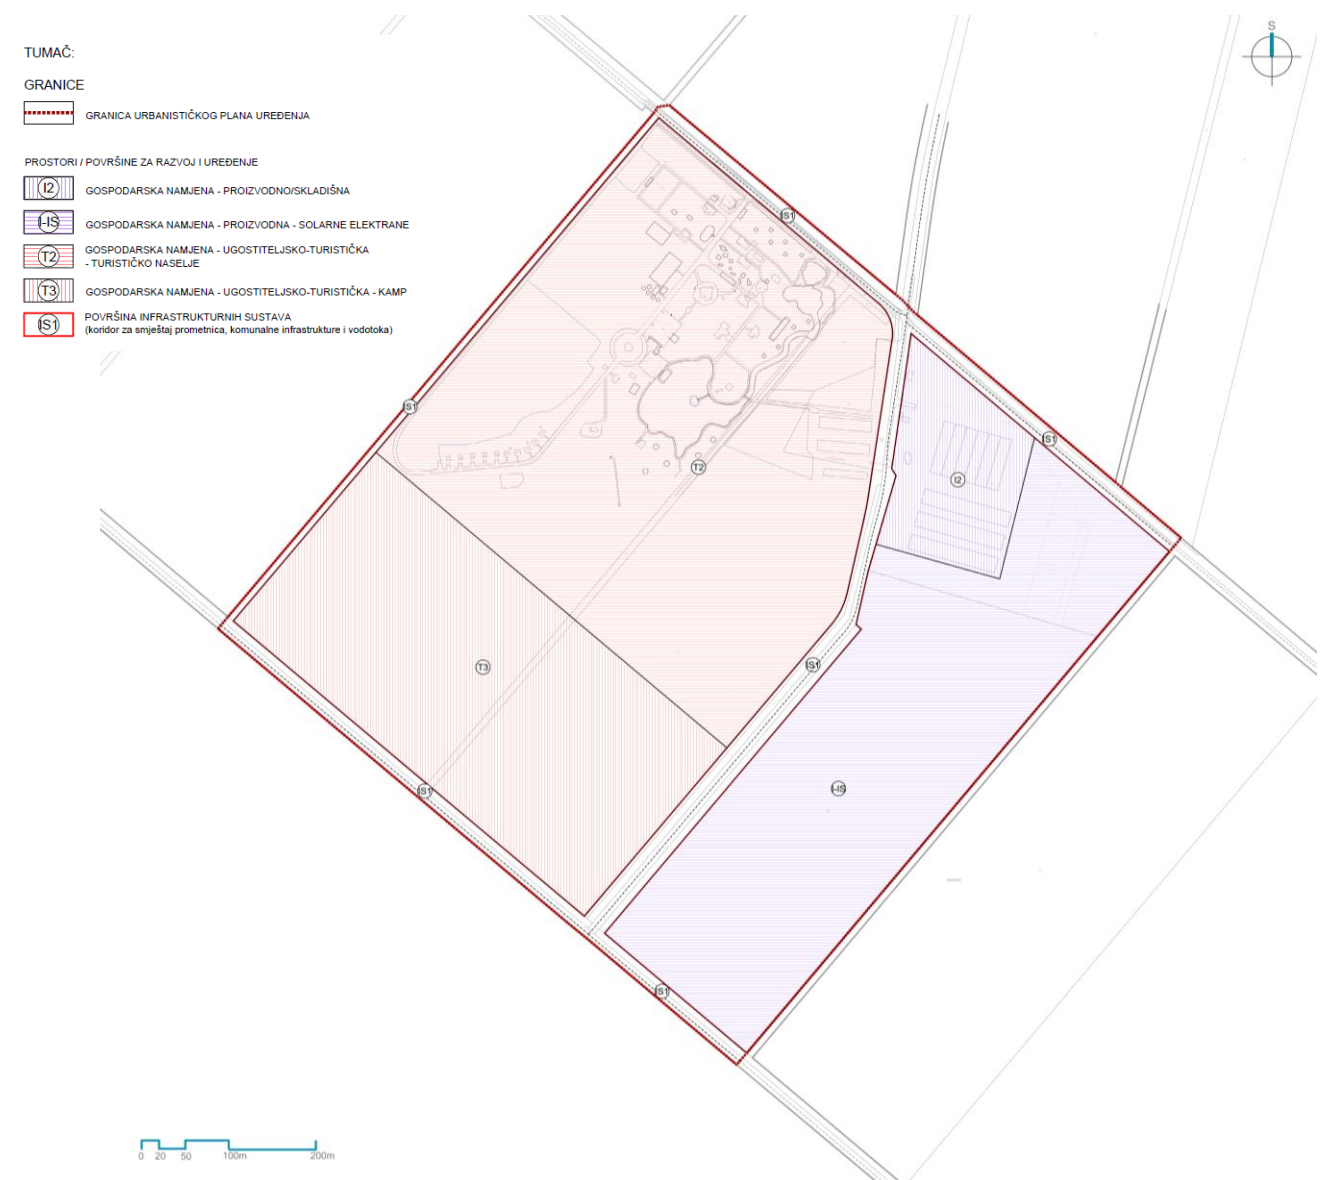 S
TUMAČ:
GRANICE
GRANICA URBANISTIČKOG PLANA UREĐENJA
PROSTORI / POVRŠINE ZA RAZVOJ I UREĐENJE
I2 GOSPODARSKA NAMJENA - PROIZVODNO/SKLADIŠNA
I-IS GOSPODARSKA NAMJENA - PROIZVODNA - SOLARNE ELEKTRANE
T2 GOSPODARSKA NAMJENA - UGOSTITELJSKO-TURISTIČKA
- TURISTIČKO NASELJE
T3 GOSPODARSKA NAMJENA - UGOSTITELJSKO-TURISTIČKA - KAMP
IS1 POVRŠINA INFRASTRUKTURNIH SUSTAVA
(koridor za smještaj prometnica, komunalne infrastrukture i vodotoka)
IS1
IS1
IS1
T2
I2
IS1
T3
I-IS
IS1
IS1
0 20 50 100m 200m